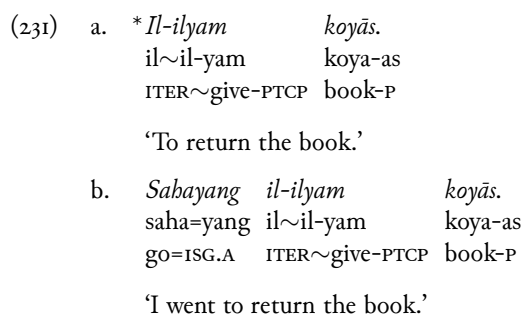 (231) a. *Il-ilyam koyās.
il∼il-yam koya-as
ITER∼give-PTCP book-P
‘To return the book.’
b. Sahayang il-ilyam koyās.
saha=yang il∼il-yam koya-as
go=1SG.A ITER∼give-PTCP book-P
‘I went to return the book.’